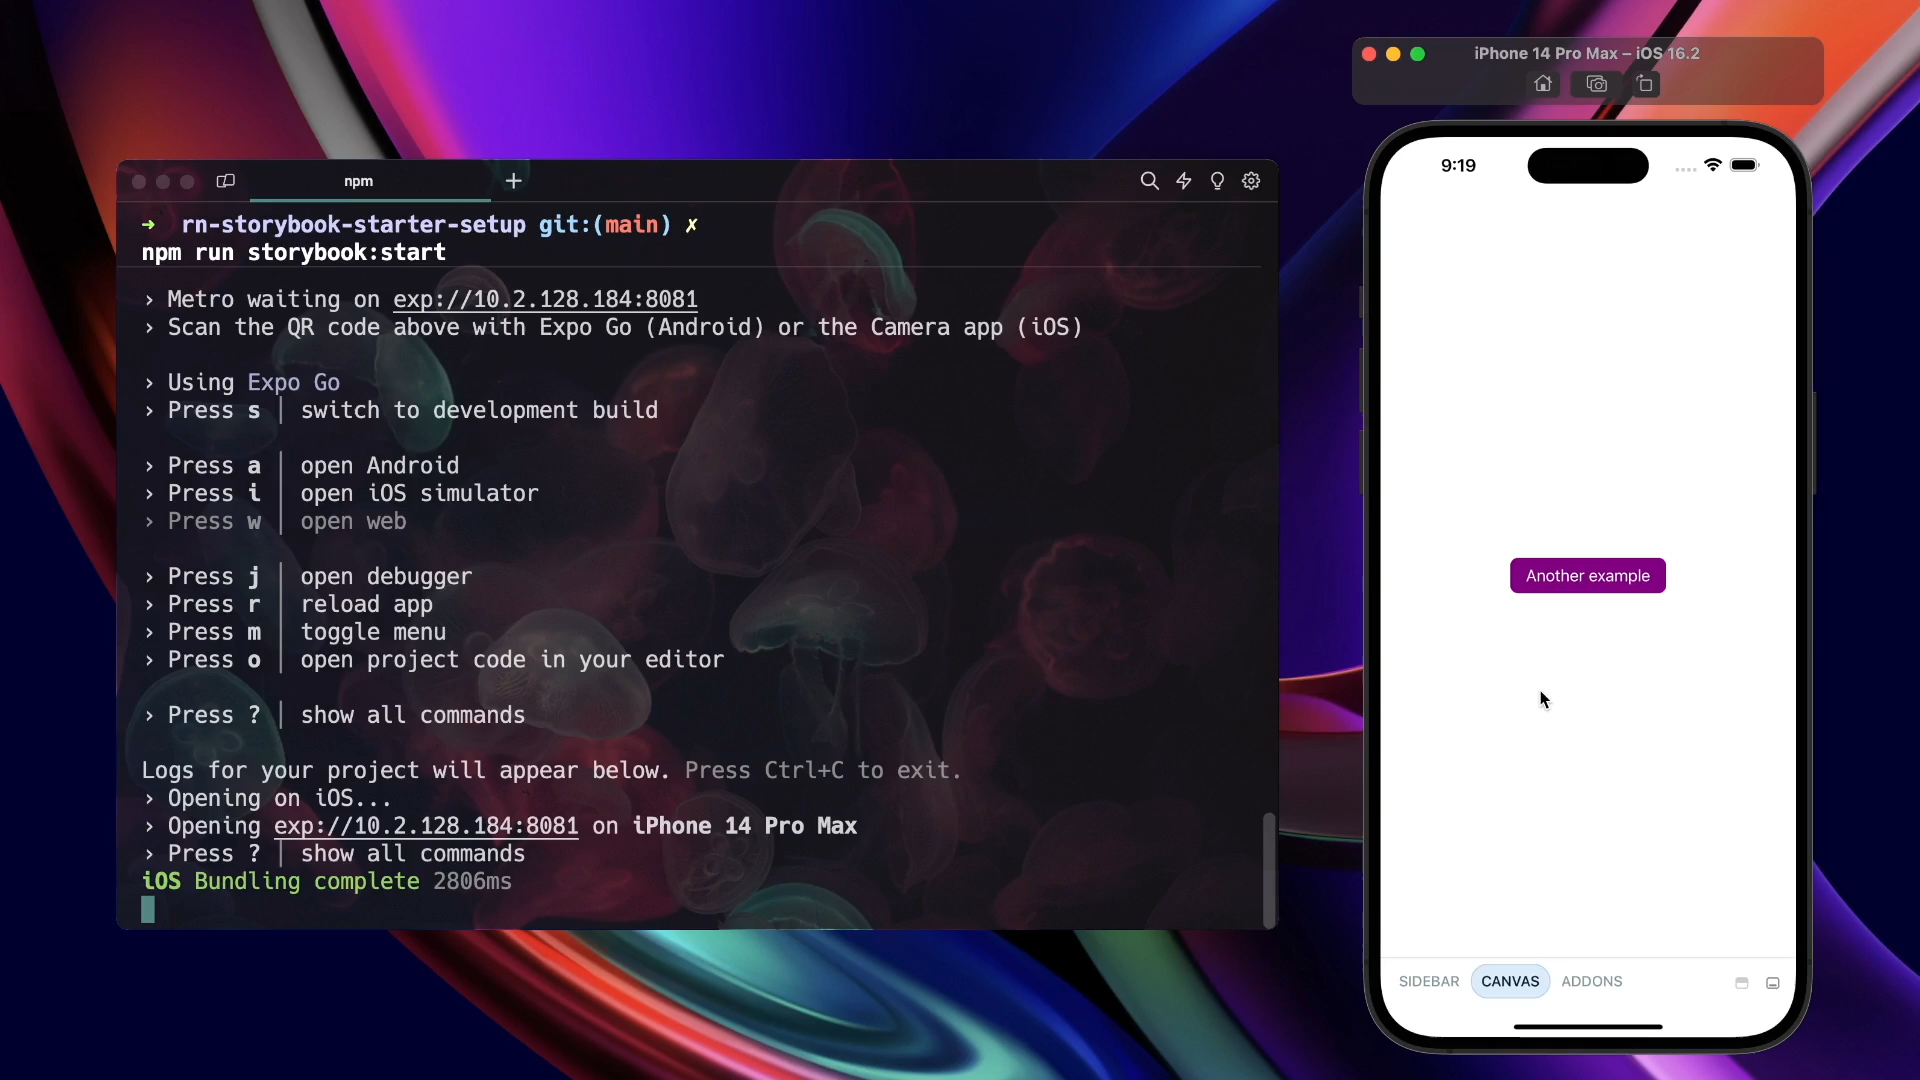 npm
→ rn-storybook-starter-setup git:(main) ✗
npm run storybook:start
› Metro waiting on exp://10.2.128.184:8081
› Scan the QR code above with Expo Go (Android) or the Camera app (iOS)
› Using Expo Go
› Press s │ switch to development build
› Press a │ open Android
› Press i │ open iOS simulator
› Press w │ open web
› Press j │ open debugger
› Press r │ reload app
› Press m │ toggle menu
› Press o │ open project code in your editor
› Press ? │ show all commands
Logs for your project will appear below. Press Ctrl+C to exit.
› Opening on iOS...
› Opening exp://10.2.128.184:8081 on iPhone 14 Pro Max
› Press ? │ show all commands
iOS Bundling complete 2806ms
iPhone 14 Pro Max – iOS 16.2
9:19
Another example
SIDEBAR CANVAS ADDONS